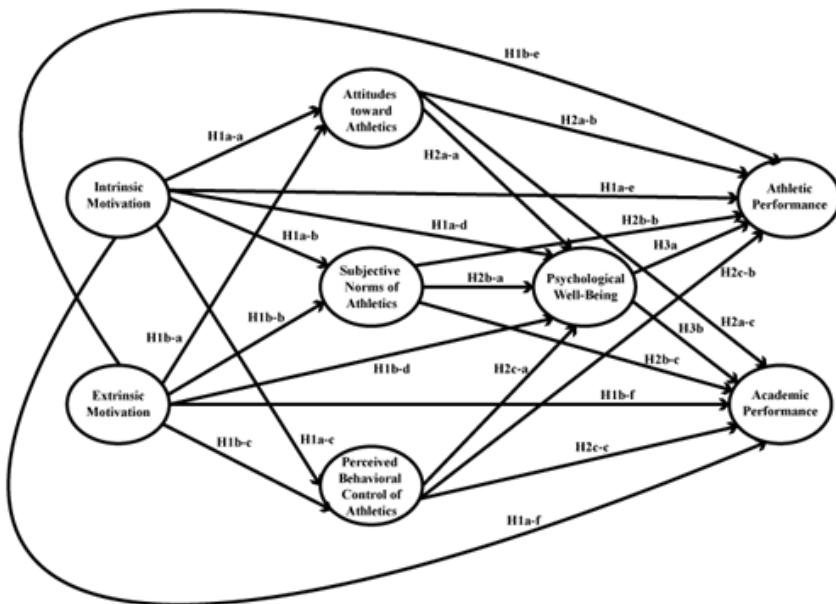 H1b-e
Attitudes
toward
Athletics
H1a-a
H2a-b
H2a-a
Intrinsic
Motivation
H1a-e
Athletic
Performance
H1a-d
H2b-b
H1a-b
H3a
Subjective
Norms of
Athletics
H2b-a
Psychological
Well-Being
H2c-b
H1b-a
H1b-b
H3b
H2a-c
H1b-d
H2c-a
H2b-c
Extrinsic
Motivation
H1b-f
Academic
Performance
H1b-c
H1a-c
H2c-c
Perceived
Behavioral
Control of
Athletics
H1a-f